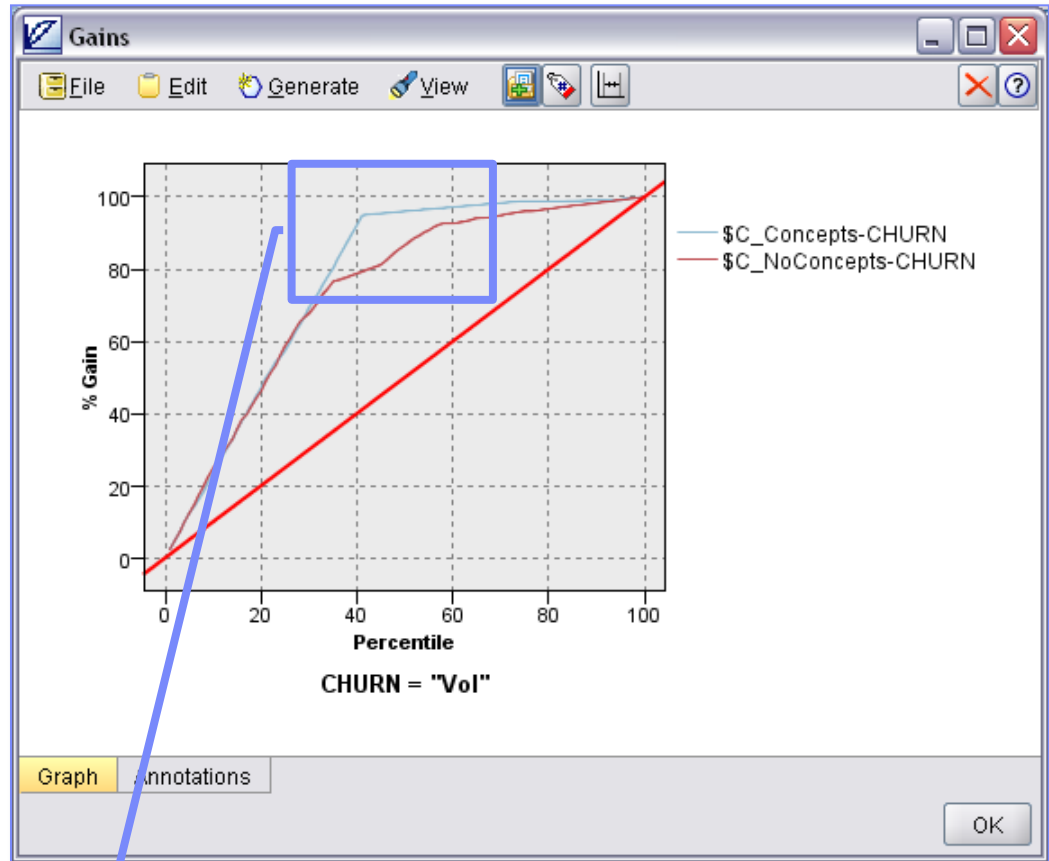 Gains
File Edit Generate View
100
80
60
40
20
0
% Gain
0 20 40 60 80 100
Percentile
CHURN = "Vol"
$C_Concepts-CHURN
$C_NoConcepts-CHURN
Graph Annotations
OK